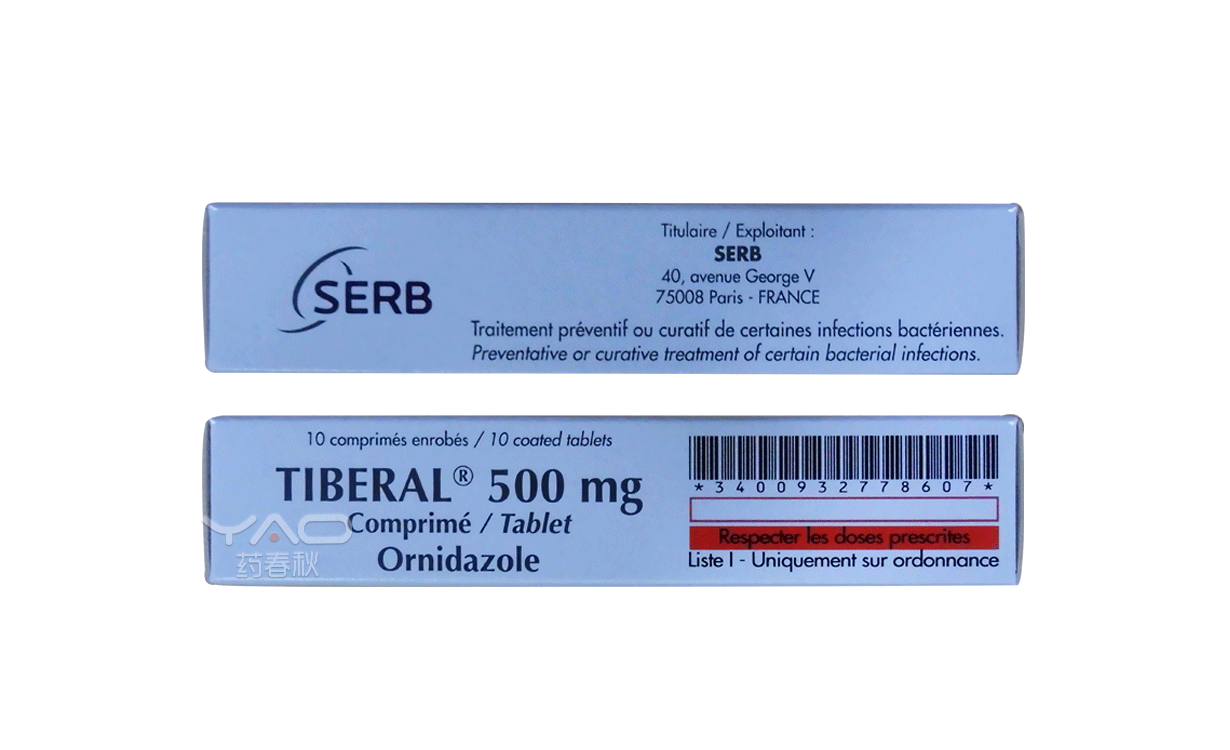 SERB
Titulaire / Exploitant :
SERB
40, avenue George V
75008 Paris - FRANCE
Traitement préventif ou curatif de certaines infections bactériennes.
Preventative or curative treatment of certain bacterial infections.
10 comprimés enrobés / 10 coated tablets
TIBERAL® 500 mg
Comprimé / Tablet
Ornidazole
*3400932778607*
Respecter les doses prescrites
Liste I - Uniquement sur ordonnance
YAO
药春秋